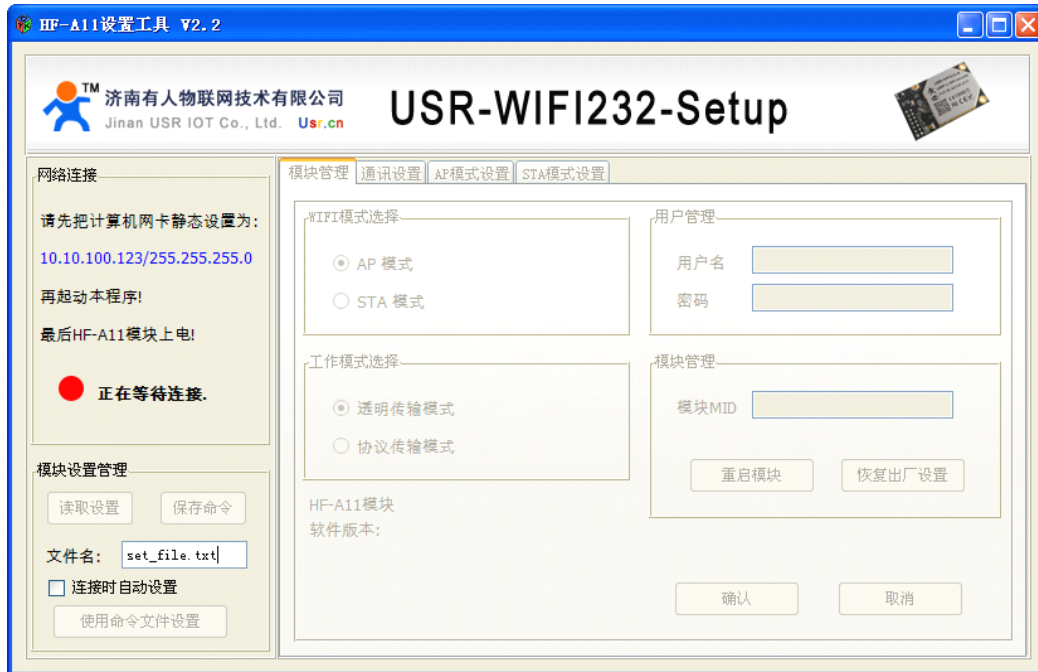 HF-A11设置工具 V2.2
TM
济南有人物联网技术有限公司
Jinan USR IOT Co., Ltd. Usr.cn
USR-WIFI232-Setup
网络连接
请先把计算机网卡静态设置为:
10.10.100.123/255.255.255.0
再起动本程序!
最后HF-A11模块上电!
正在等待连接.
模块设置管理
读取设置
保存命令
文件名:
set_file.txt
连接时自动设置
使用命令文件设置
模块管理
通讯设置
AP模式设置
STA模式设置
WIFI模式选择
AP 模式
STA 模式
用户管理
用户名
密码
工作模式选择
透明传输模式
协议传输模式
模块管理
模块MID
重启模块
恢复出厂设置
HF-A11模块
软件版本:
确认
取消